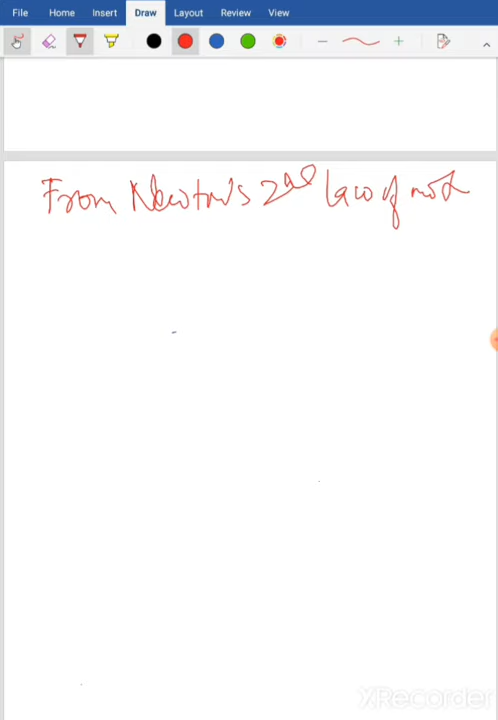 File Home Insert Draw Layout Review View
From Newton's 2nd law of
XRecorder